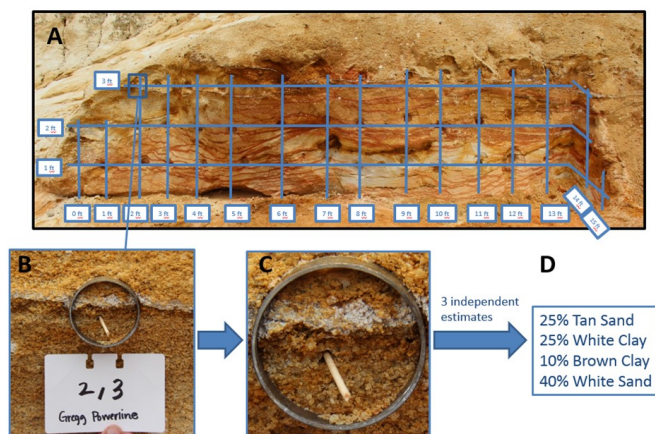 A
3 ft
2 ft
1 ft
0 ft
1 ft
2 ft
3 ft
4 ft
5 ft
6 ft
7 ft
8 ft
9 ft
10 ft
11 ft
12 ft
13 ft
14 ft
15 ft
B
2,3
Gregg Powerline
C
3 independent
estimates
D
25% Tan Sand
25% White Clay
10% Brown Clay
40% White Sand